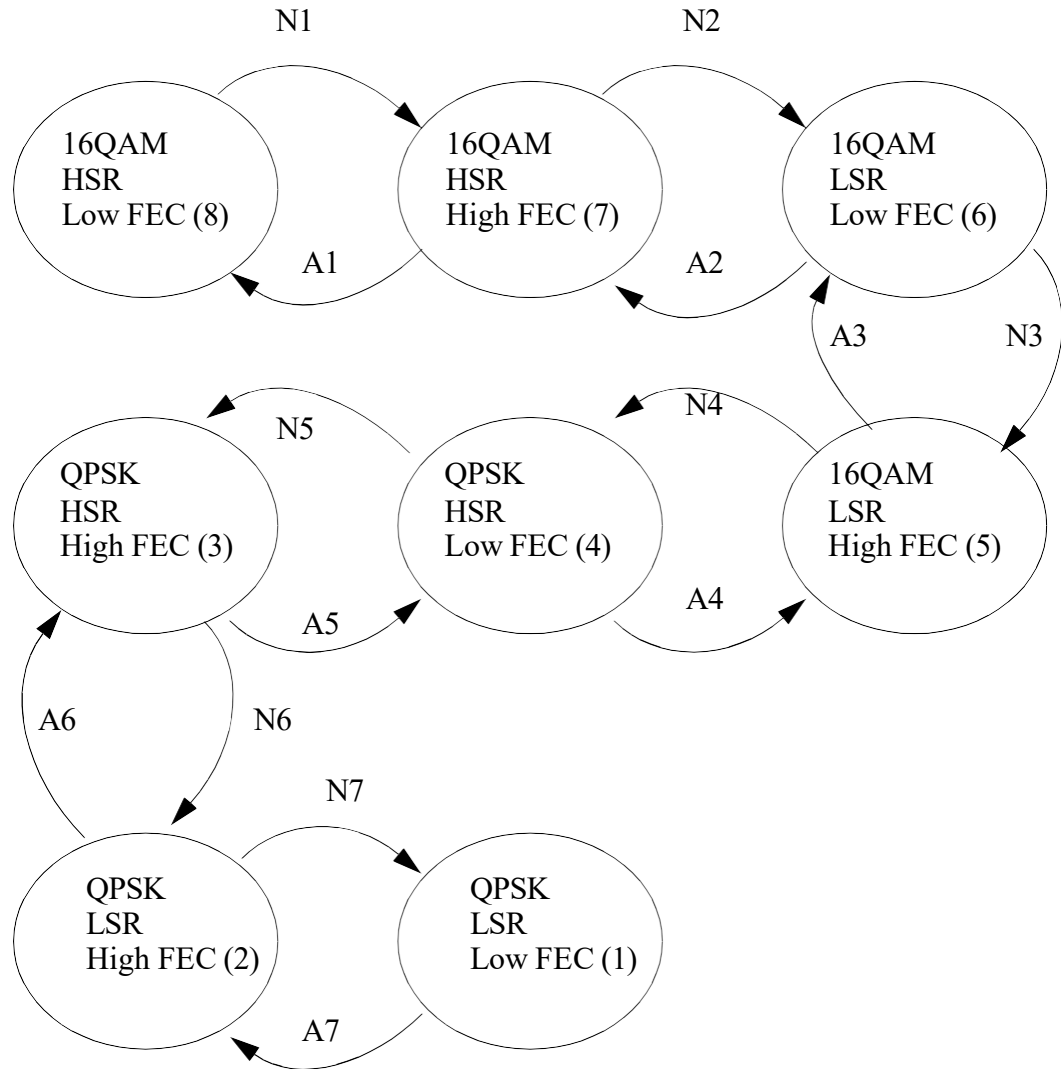 N1
N2
16QAM
HSR
Low FEC (8)
16QAM
HSR
High FEC (7)
16QAM
LSR
Low FEC (6)
A1
A2
A3
N3
N5
N4
QPSK
HSR
High FEC (3)
QPSK
HSR
Low FEC (4)
16QAM
LSR
High FEC (5)
A5
A4
A6
N6
N7
QPSK
LSR
High FEC (2)
QPSK
LSR
Low FEC (1)
A7